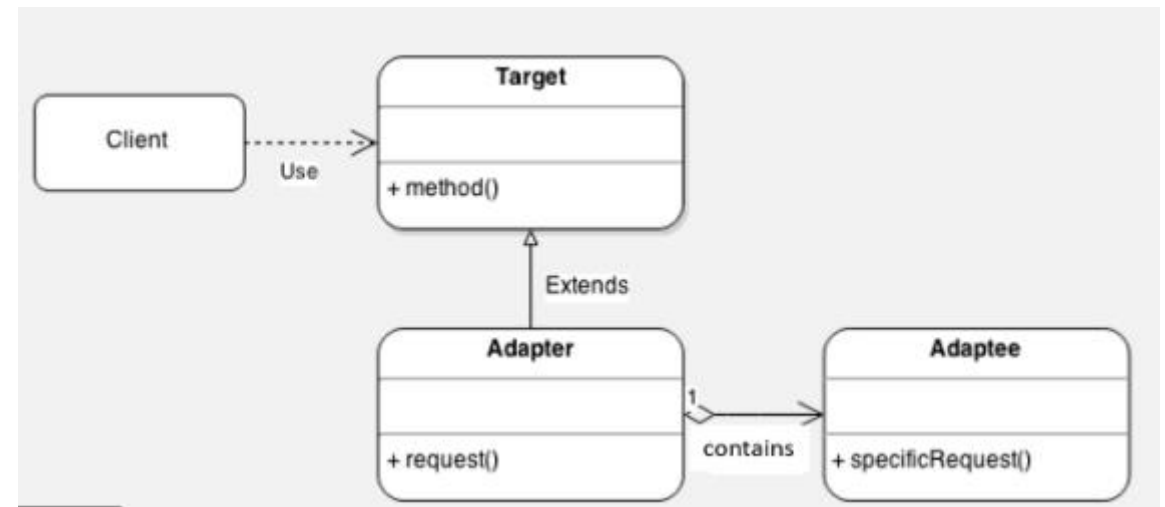 Target
Client
Use
+ method()
Extends
Adapter
Adaptee
1
contains
+ request()
+ specificRequest()